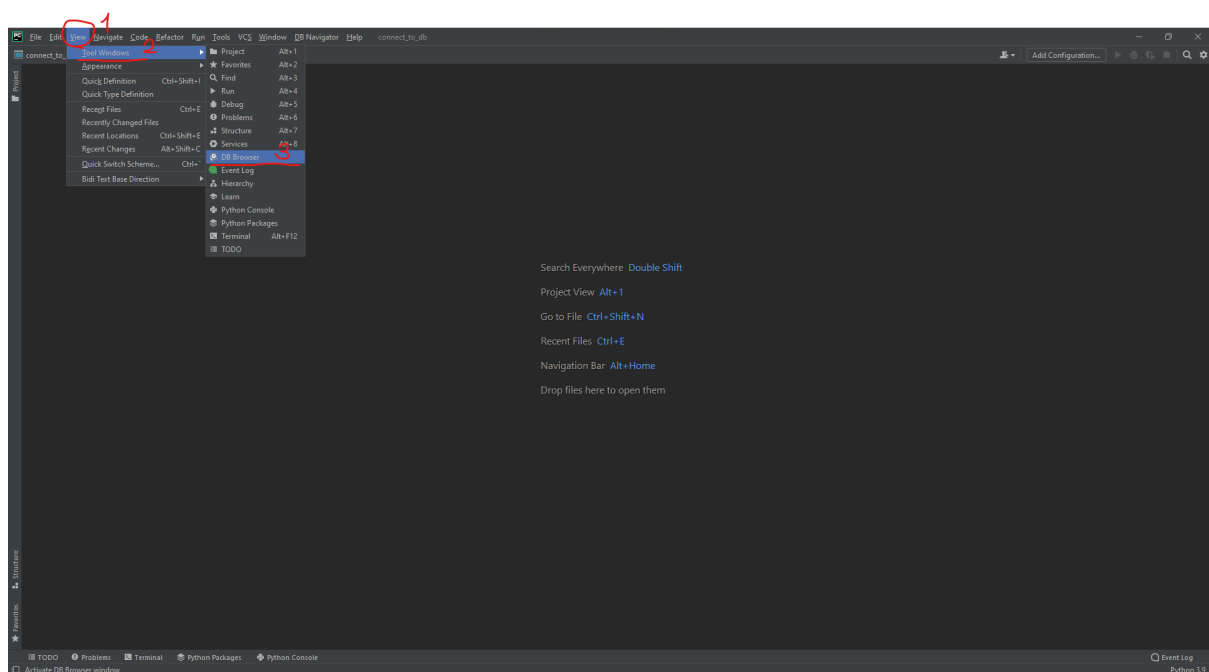 1
File Edit View Navigate Code Refactor Run Tools VCS Window DB Navigator Help connect_to_db
connect_to_
Add Configuration...
Tool Windows 2
Appearance
Quick Definition Ctrl+Shift+I
Quick Type Definition
Recent Files Ctrl+E
Recently Changed Files
Recent Locations Ctrl+Shift+E
Recent Changes Alt+Shift+C
Quick Switch Scheme... Ctrl+`
Bidi Text Base Direction
Project Alt+1
Favorites Alt+2
Find Alt+3
Run Alt+4
Debug Alt+5
Problems Alt+6
Structure Alt+7
Services Alt+8
DB Browser 3
Event Log
Hierarchy
Learn
Python Console
Python Packages
Terminal Alt+F12
TODO
Project
Search Everywhere Double Shift
Project View Alt+1
Go to File Ctrl+Shift+N
Recent Files Ctrl+E
Navigation Bar Alt+Home
Drop files here to open them
Structure
Favorites
TODO Problems Terminal Python Packages Python Console Event Log
Activate DB Browser window Python 3.9